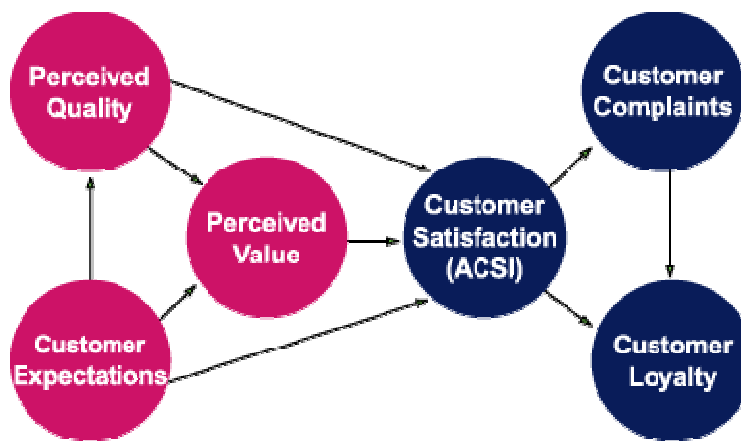 Perceived
Quality
Customer
Complaints
Perceived
Value
Customer
Satisfaction
(ACSI)
Customer
Expectations
Customer
Loyalty